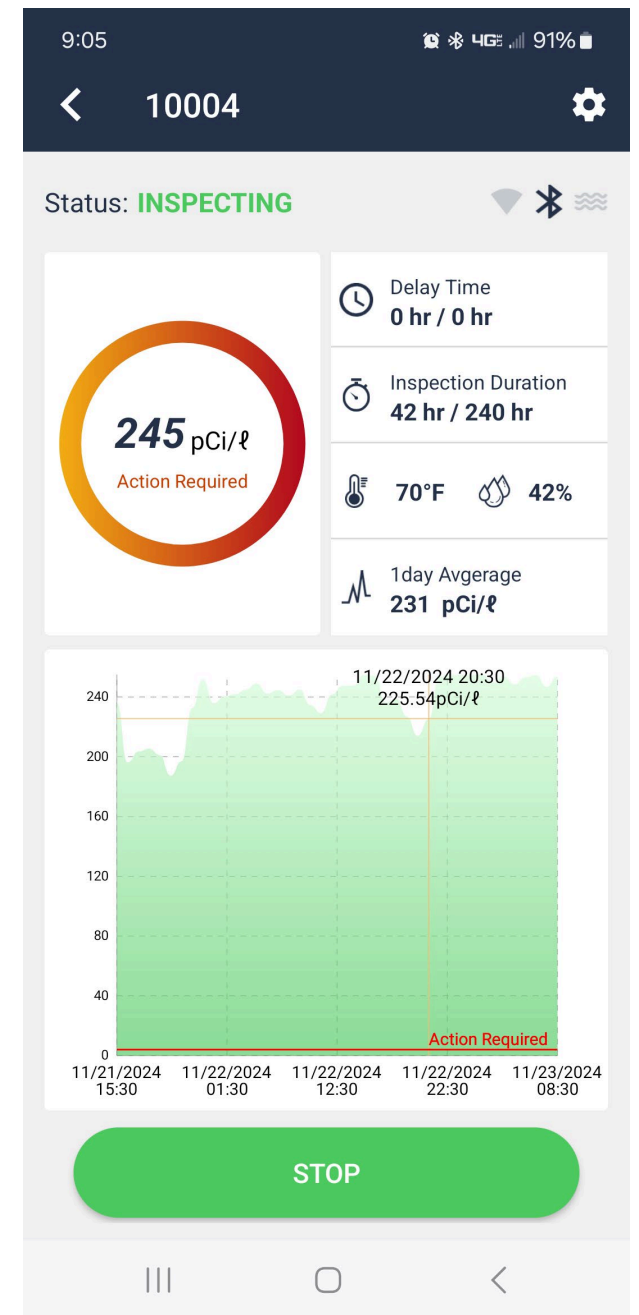 9:05 4G 91%
10004
Status: INSPECTING
245 pCi/ℓ
Action Required
Delay Time
0 hr / 0 hr
Inspection Duration
42 hr / 240 hr
70°F 42%
1day Avgerage
231 pCi/ℓ
11/22/2024 20:30
225.54pCi/ℓ
240
200
160
120
80
40
0
Action Required
11/21/2024 11/22/2024 11/22/2024 11/22/2024 11/23/2024
15:30 01:30 12:30 22:30 08:30
STOP